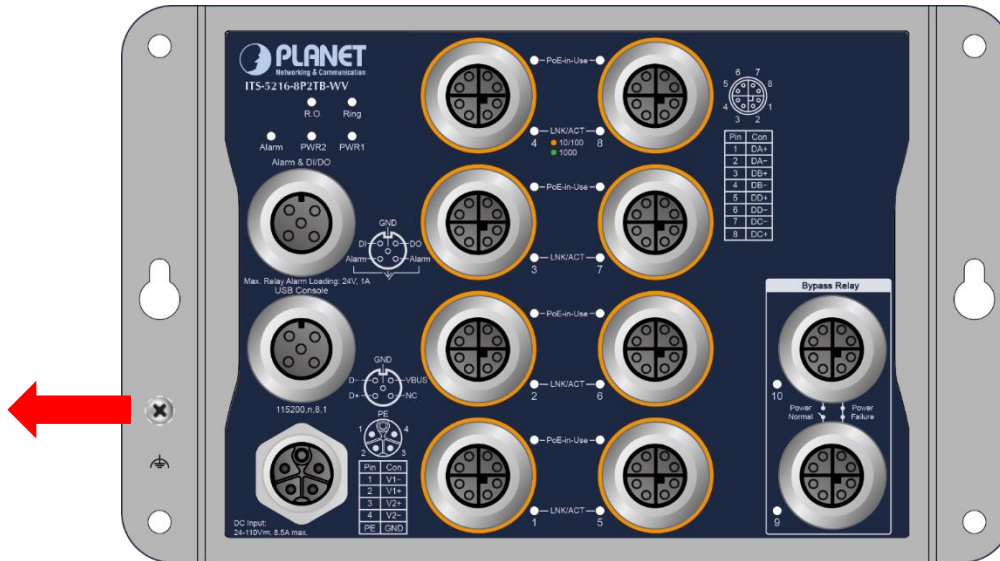 PLANET
Networking & Communication
ITS-5216-8P2TB-WV
R.O. Ring
Alarm PWR2 PWR1
Alarm & DI/DO
GND
DI DO
Alarm Alarm
Max. Relay Alarm Loading: 24V, 1A
USB Console
GND
D- VBUS
D+ NC
115200,n,8,1
PE
1 4
2 3
Pin Con
1 V1-
2 V1+
3 V2+
4 V2-
PE GND
DC Input:
24-110V⎓, 8.5A max.
PoE-in-Use
4 LNK/ACT 8
10/100
1000
PoE-in-Use
3 LNK/ACT 7
PoE-in-Use
2 LNK/ACT 6
PoE-in-Use
1 LNK/ACT 5
6 7
5 8
4 1
3 2
Pin Con
1 DA+
2 DA-
3 DB+
4 DB-
5 DD+
6 DD-
7 DC-
8 DC+
Bypass Relay
10
Power Normal
Power Failure
9